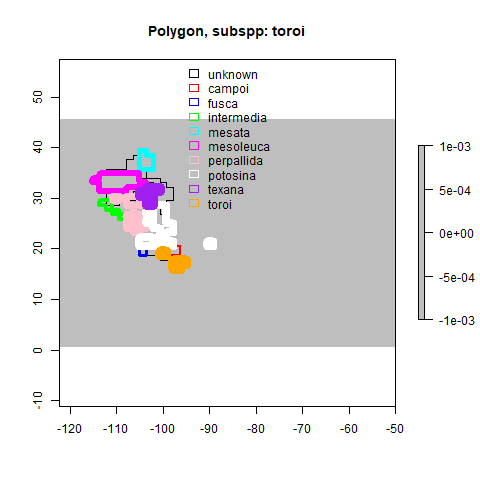 Polygon, subspp: toroi
unknown
campoi
fusca
intermedia
mesata
mesoleuca
perpallida
potosina
texana
toroi
50
40
30
20
10
0
-10
-120
-110
-100
-90
-80
-70
-60
-50
1e-03
5e-04
0e+00
-5e-04
-1e-03